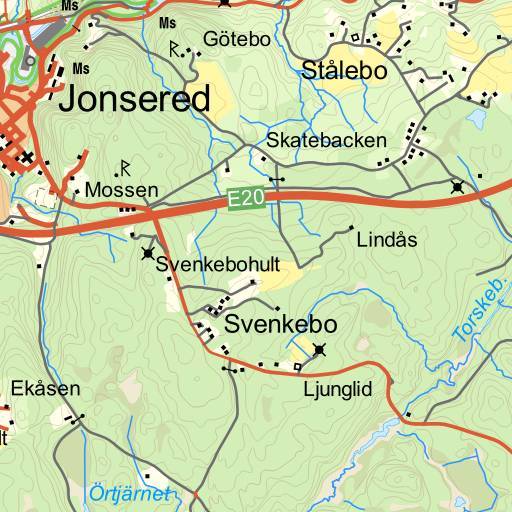 Ms
Ms
Götebo
Ms
Stålebo
Jonsered
Skatebacken
R
R
Mossen
E20
Lindås
Svenkebohult
Torskeb.
Svenkebo
Ekåsen
Ljunglid
lt
Örtjärnet